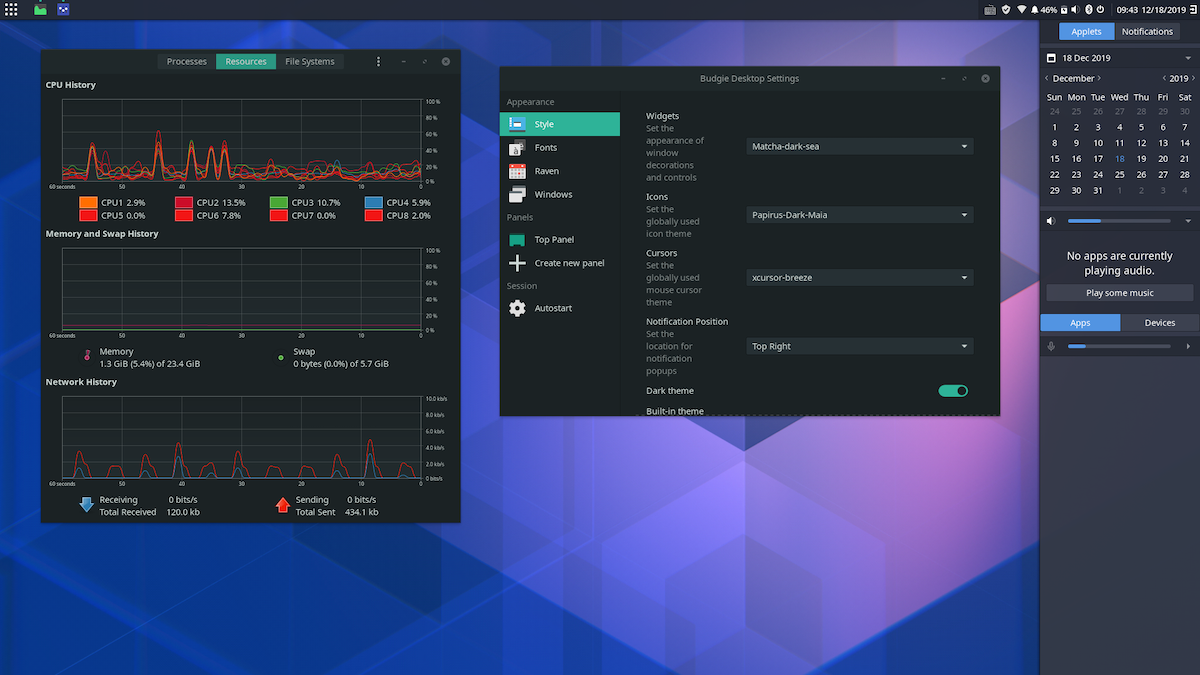 46%
09:43 12/18/2019
Processes Resources File Systems
CPU History
100 %
80 %
60 %
40 %
20 %
0 %
60 seconds 50 40 30 20 10 0
CPU1 2.9% CPU2 13.5% CPU3 10.7% CPU4 5.9%
CPU5 0.0% CPU6 7.8% CPU7 0.0% CPU8 2.0%
Memory and Swap History
100 %
80 %
60 %
40 %
20 %
0 %
60 seconds 50 40 30 20 10 0
Memory
1.3 GiB (5.4%) of 23.4 GiB
Swap
0 bytes (0.0%) of 5.7 GiB
Network History
10.0 kb/s
8.0 kb/s
6.0 kb/s
4.0 kb/s
2.0 kb/s
0 bits/s
60 seconds 50 40 30 20 10 0
Receiving 0 bits/s
Total Received 120.0 kb
Sending 0 bits/s
Total Sent 434.1 kb
Budgie Desktop Settings
Appearance
Style
Fonts
Raven
Windows
Panels
Top Panel
Create new panel
Session
Autostart
Widgets
Set the
appearance of
window
decorations
and controls
Matcha-dark-sea
Icons
Set the
globally used
icon theme
Papirus-Dark-Maia
Cursors
Set the
globally used
mouse cursor
theme
xcursor-breeze
Notification Position
Set the
location for
notification
popups
Top Right
Dark theme
Built-in theme
Applets Notifications
18 Dec 2019
December 2019
Sun Mon Tue Wed Thu Fri Sat
24 25 26 27 28 29 30
1 2 3 4 5 6 7
8 9 10 11 12 13 14
15 16 17 18 19 20 21
22 23 24 25 26 27 28
29 30 31 1 2 3 4
No apps are currently
playing audio.
Play some music
Apps Devices